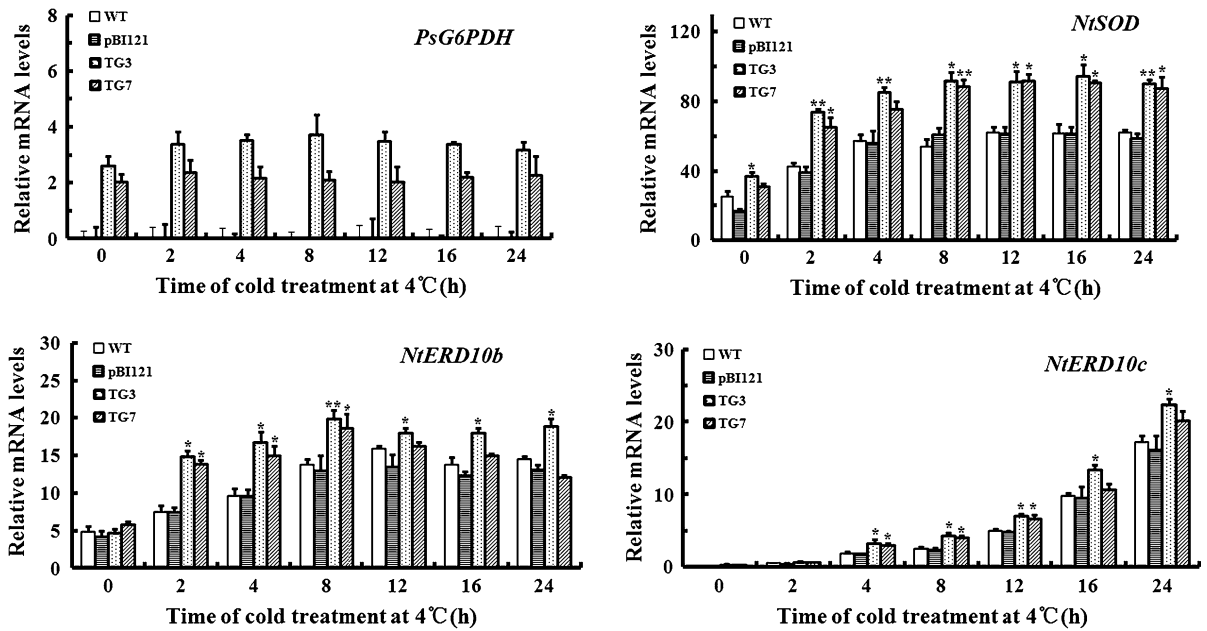 PsG6PDH
WT
pBI121
TG3
TG7
Relative mRNA levels
8
6
4
2
0
0 2 4 8 12 16 24
Time of cold treatment at 4℃(h)
NtSOD
WT
pBI121
TG3
TG7
Relative mRNA levels
120
80
40
0
* ** * ** * ** * * * * ** *
0 2 4 8 12 16 24
Time of cold treatment at 4℃(h)
NtERD10b
WT
pBI121
TG3
TG7
Relative mRNA levels
30
25
20
15
10
5
0
* * * * ** * * * *
0 2 4 8 12 16 24
Time of cold treatment at 4℃(h)
NtERD10c
WT
pBI121
TG3
TG7
Relative mRNA levels
30
20
10
0
* * * * * * * *
0 2 4 8 12 16 24
Time of cold treatment at 4℃(h)